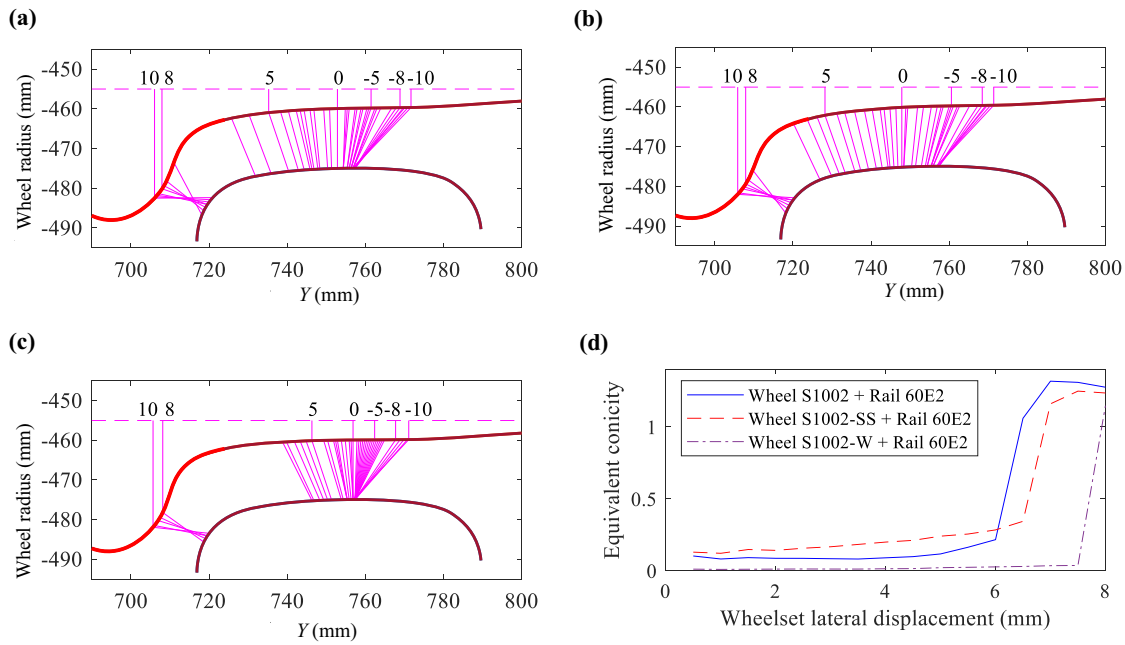 (a)
Wheel radius (mm)
-450
-460
-470
-480
-490
10 8 5 0 -5 -8 -10
700 720 740 760 780 800
Y (mm)
(b)
Wheel radius (mm)
-450
-460
-470
-480
-490
10 8 5 0 -5 -8 -10
700 720 740 760 780 800
Y (mm)
(c)
Wheel radius (mm)
-450
-460
-470
-480
-490
10 8 5 0 -5 -8 -10
700 720 740 760 780 800
Y (mm)
(d)
Equivalent conicity
1
0.5
0
Wheel S1002 + Rail 60E2
Wheel S1002-SS + Rail 60E2
Wheel S1002-W + Rail 60E2
0 2 4 6 8
Wheelset lateral displacement (mm)